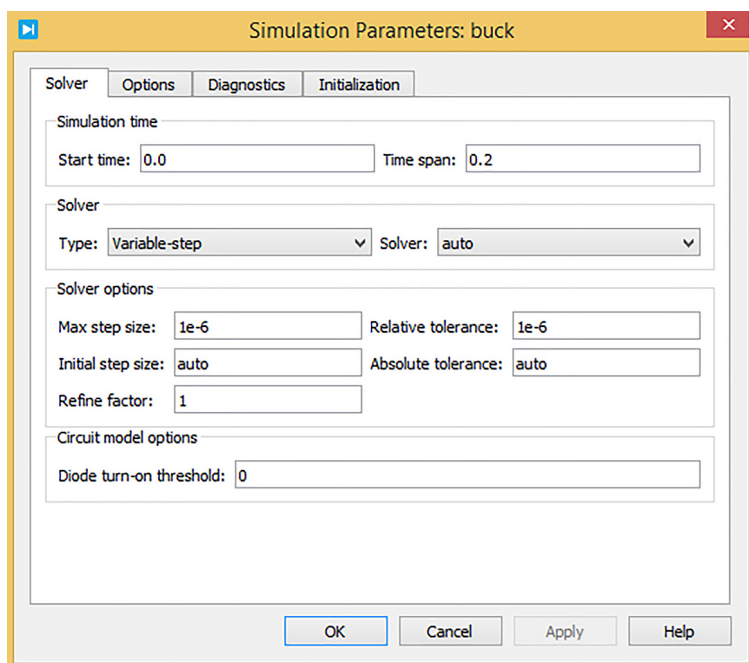 Simulation Parameters: buck
Solver Options Diagnostics Initialization
Simulation time
Start time: 0.0 Time span: 0.2
Solver
Type: Variable-step Solver: auto
Solver options
Max step size: 1e-6 Relative tolerance: 1e-6
Initial step size: auto Absolute tolerance: auto
Refine factor: 1
Circuit model options
Diode turn-on threshold: 0
OK Cancel Apply Help